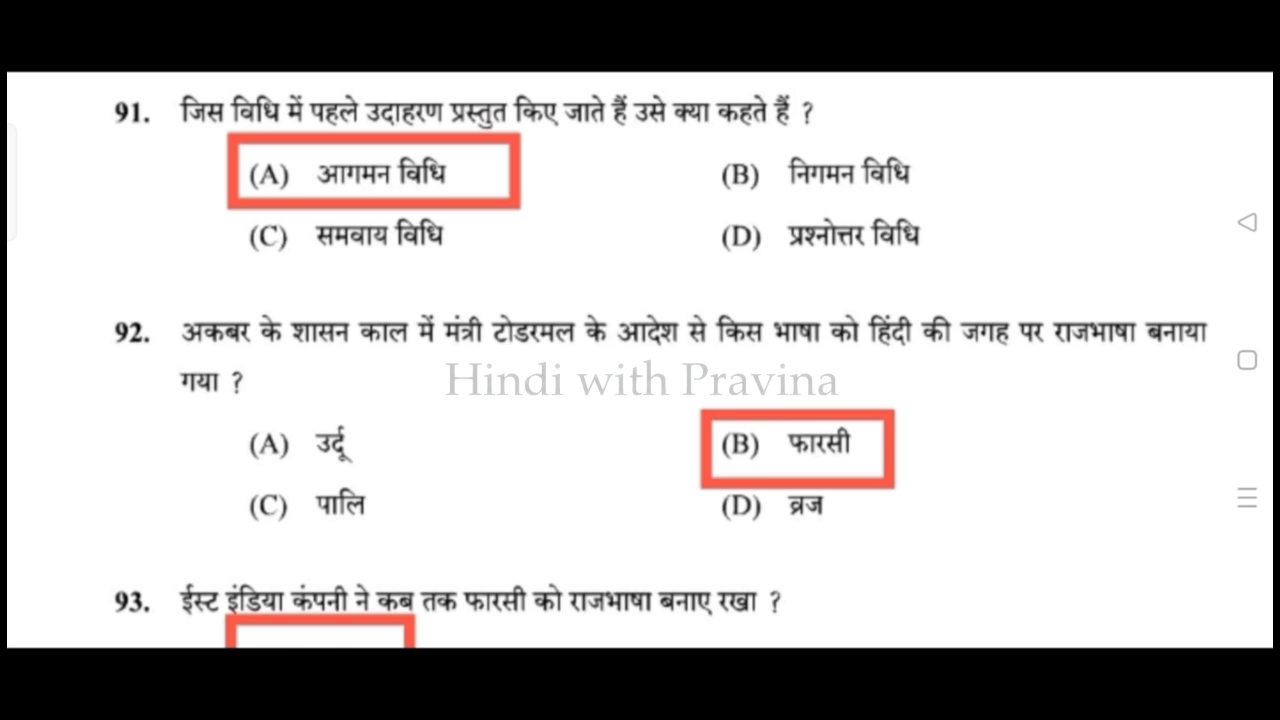 91. जिस विधि में पहले उदाहरण प्रस्तुत किए जाते हैं उसे क्या कहते हैं ?
(A) आगमन विधि (B) निगमन विधि
(C) समवाय विधि (D) प्रश्नोत्तर विधि
92. अकबर के शासन काल में मंत्री टोडरमल के आदेश से किस भाषा को हिंदी की जगह पर राजभाषा बनाया
गया ?
Hindi with Pravina
(A) उर्दू (B) फारसी
(C) पालि (D) व्रज
93. ईस्ट इंडिया कंपनी ने कब तक फारसी को राजभाषा बनाए रखा ?